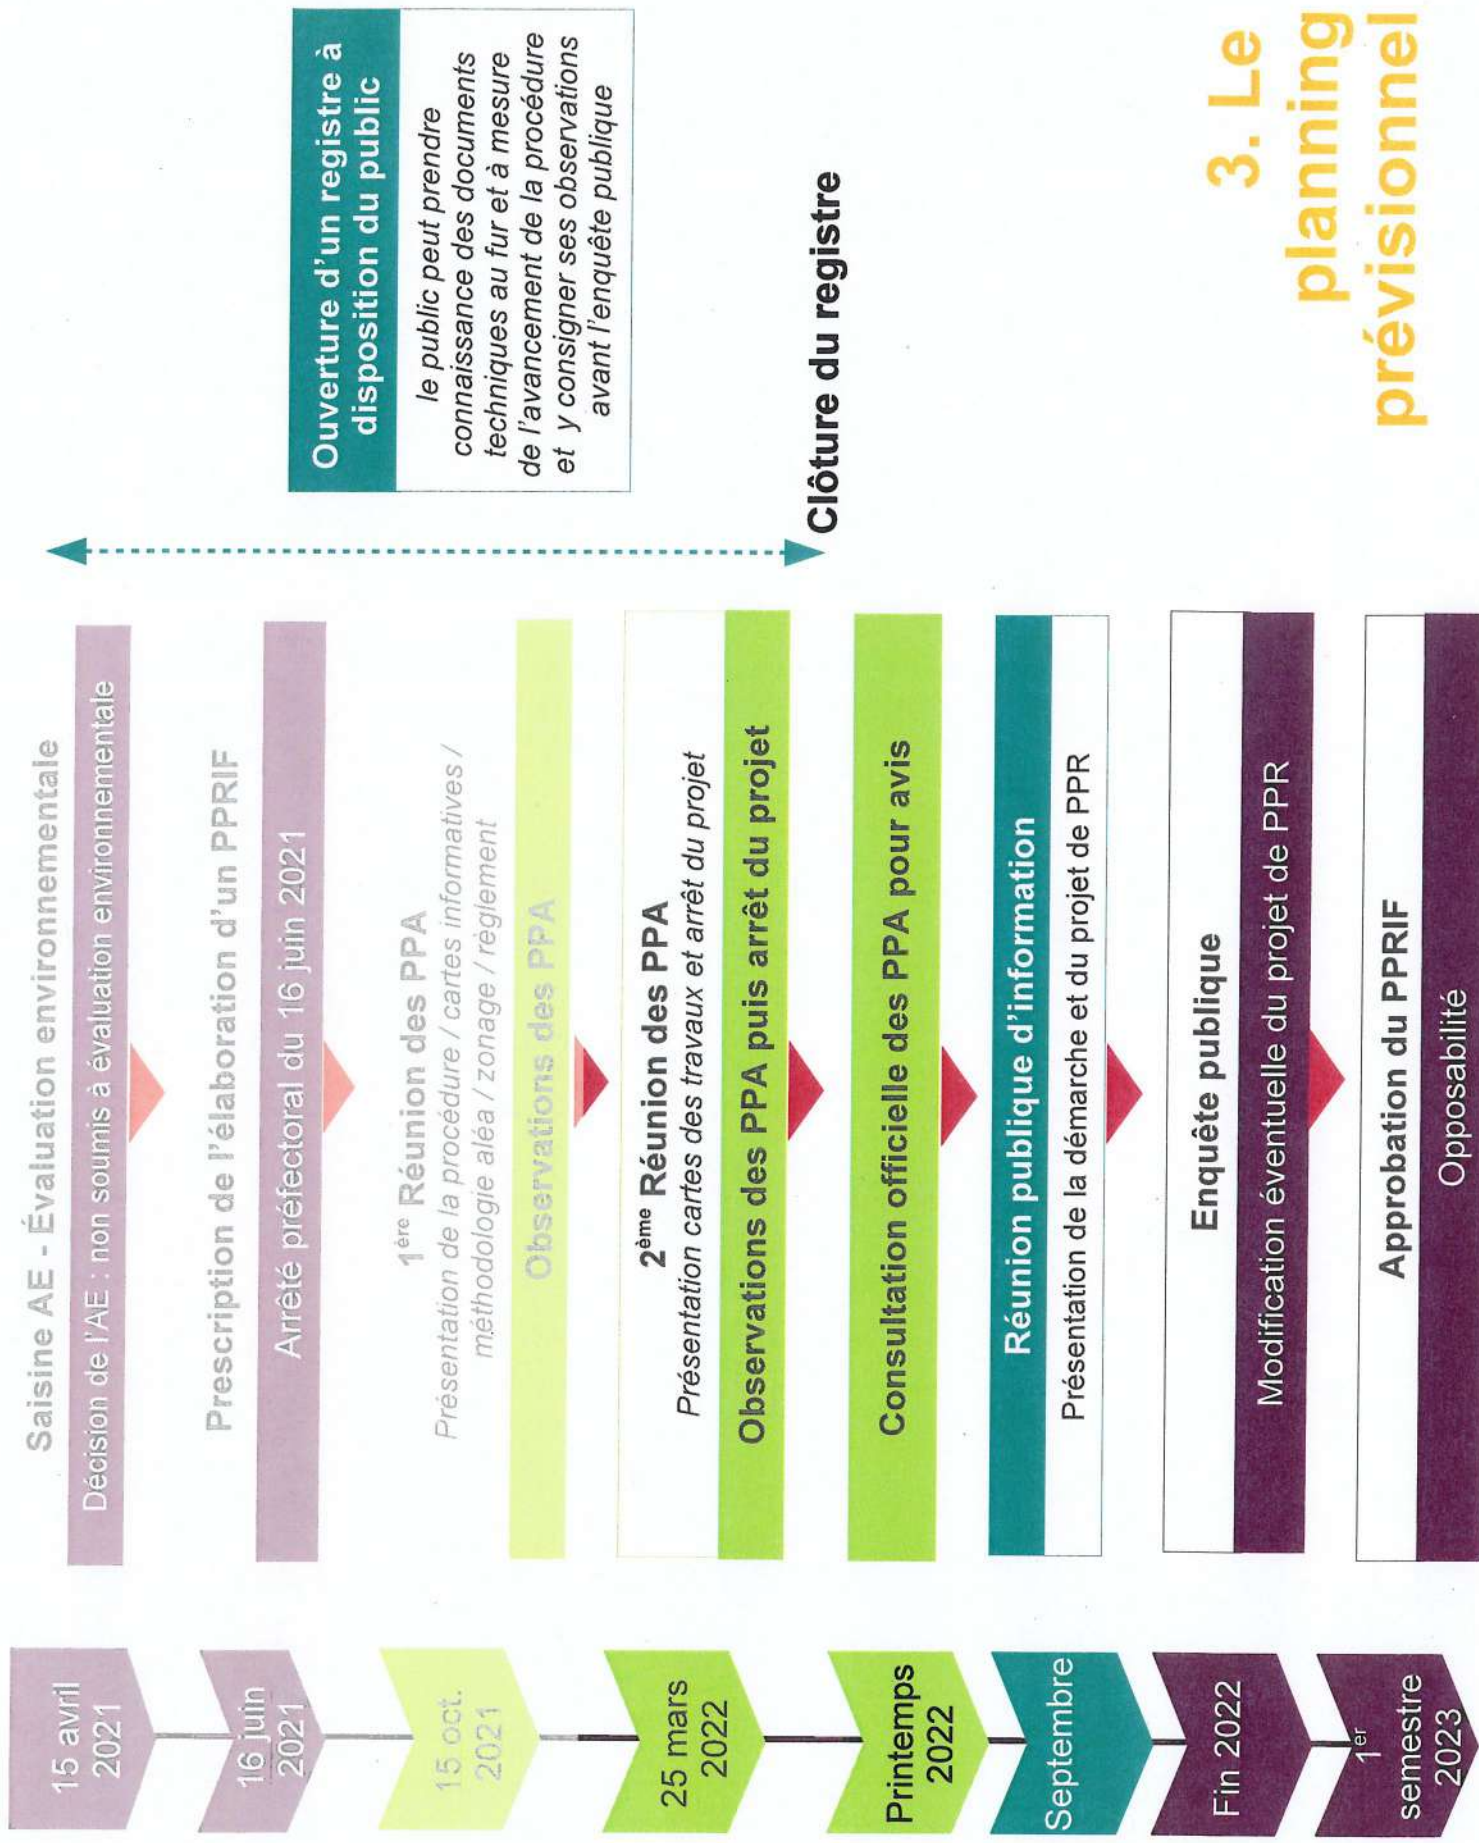 3. Le
planning
prévisionnel
15 avril
2021
Saisine AE - Évaluation environnementale
Décision de l'AE : non soumis à évaluation environnementale
16 juin
2021
Prescription de l'élaboration d'un PPRIF
Arrêté préfectoral du 16 juin 2021
15 oct.
2021
1ère Réunion des PPA
Présentation de la procédure / cartes informatives /
méthodologie aléa / zonage / règlement
Observations des PPA
25 mars
2022
2ème Réunion des PPA
Présentation cartes des travaux et arrêt du projet
Observations des PPA puis arrêt du projet
Printemps
2022
Consultation officielle des PPA pour avis
Septembre
Réunion publique d'information
Présentation de la démarche et du projet de PPR
Fin 2022
Enquête publique
Modification éventuelle du projet de PPR
1er
semestre
2023
Approbation du PPRIF
Opposabilité
Ouverture d'un registre à
disposition du public
le public peut prendre
connaissance des documents
techniques au fur et à mesure
de l'avancement de la procédure
et y consigner ses observations
avant l'enquête publique
Clôture du registre